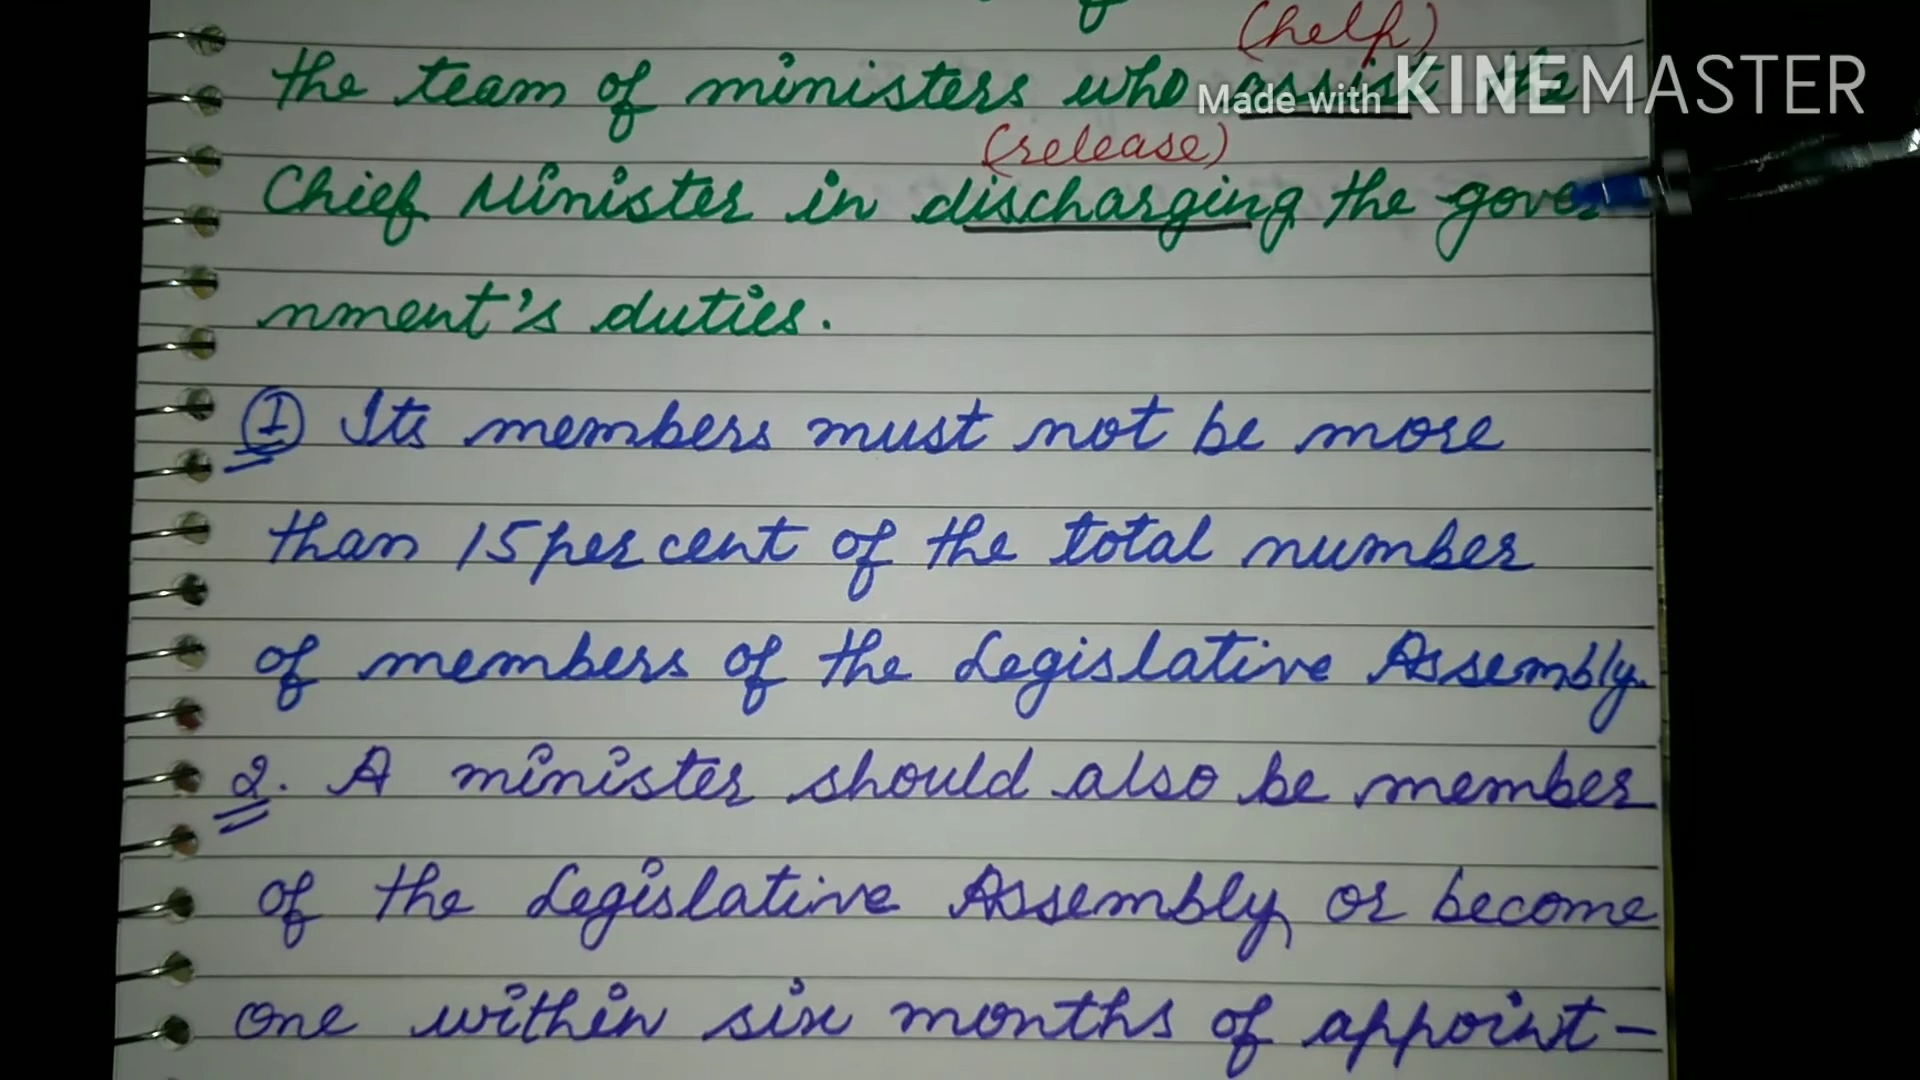 (help)
the team of ministers who assist the
Made with KINEMASTER
(release)
Chief Minister in discharging the gover
nment's duties.
① Its members must not be more
than 15 per cent of the total number
of members of the Legislative Assembly.
2. A minister should also be member
of the Legislative Assembly, or become
one within six months of appoint-